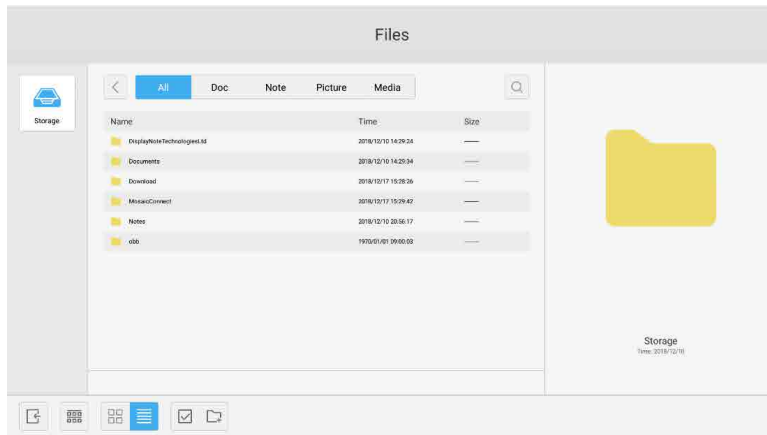 Files
Storage
All Doc Note Picture Media
Name Time Size
DisplayNoteTechnologiesLtd 2018/12/10 14:29:24
Documents 2018/12/10 14:29:34
Download 2018/12/17 15:28:26
MosaicConnect 2018/12/17 15:29:42
Notes 2018/12/10 20:56:17
obb 1970/01/01 09:00:03
Storage
Time: 2018/12/10